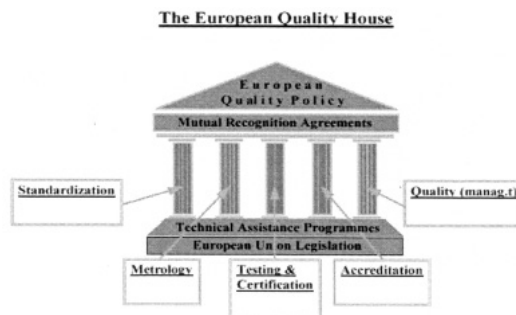 The European Quality House
European
Quality Policy
Mutual Recognition Agreements
Standardization
Quality (manag.t)
Technical Assistance Programmes
European Un on Legislation
Metrology
Testing &
Certification
Accreditation